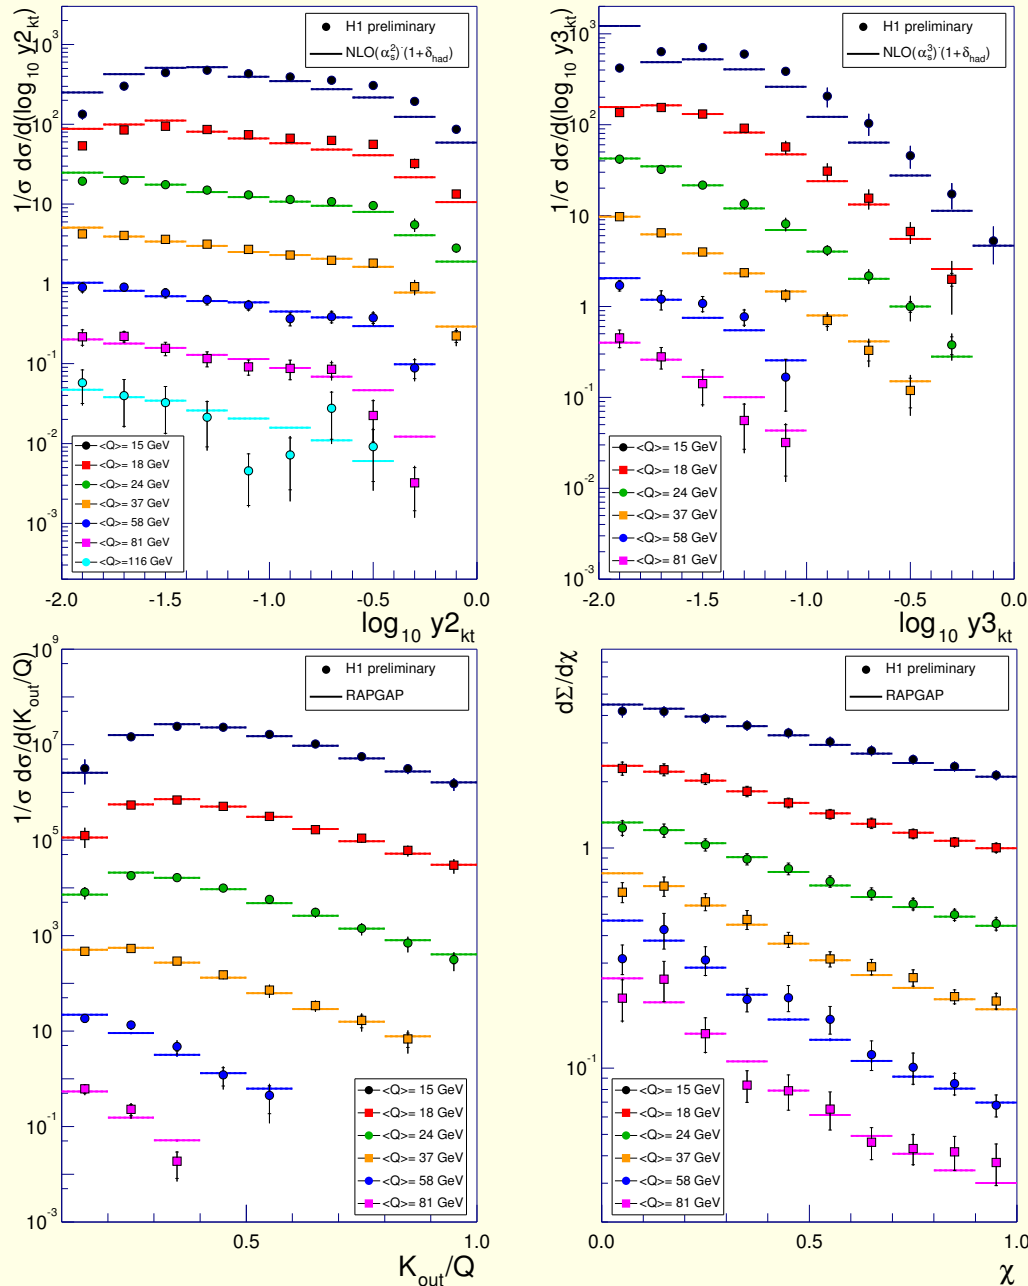 1/σ dσ/d(log₁₀ y2ₖₜ)
10³
10²
10
1
10⁻¹
10⁻²
10⁻³
H1 preliminary
NLO(αₛ²)·(1+δₕₐd)
<Q>= 15 GeV
<Q>= 18 GeV
<Q>= 24 GeV
<Q>= 37 GeV
<Q>= 58 GeV
<Q>= 81 GeV
<Q>=116 GeV
-2.0 -1.5 -1.0 -0.5 0.0
log₁₀ y2ₖₜ
1/σ dσ/d(log₁₀ y3ₖₜ)
10³
10²
10
1
10⁻¹
10⁻²
10⁻³
H1 preliminary
NLO(αₛ³)·(1+δₕₐd)
<Q>= 15 GeV
<Q>= 18 GeV
<Q>= 24 GeV
<Q>= 37 GeV
<Q>= 58 GeV
<Q>= 81 GeV
-2.0 -1.5 -1.0 -0.5 0.0
log₁₀ y3ₖₜ
1/σ dσ/d(K_out/Q)
10⁹
10⁷
10⁵
10³
10
10⁻¹
10⁻³
H1 preliminary
RAPGAP
<Q>= 15 GeV
<Q>= 18 GeV
<Q>= 24 GeV
<Q>= 37 GeV
<Q>= 58 GeV
<Q>= 81 GeV
0.5 1.0
K_out/Q
dΣ/dχ
1
10⁻¹
H1 preliminary
RAPGAP
<Q>= 15 GeV
<Q>= 18 GeV
<Q>= 24 GeV
<Q>= 37 GeV
<Q>= 58 GeV
<Q>= 81 GeV
0.0 0.5 1.0
χ